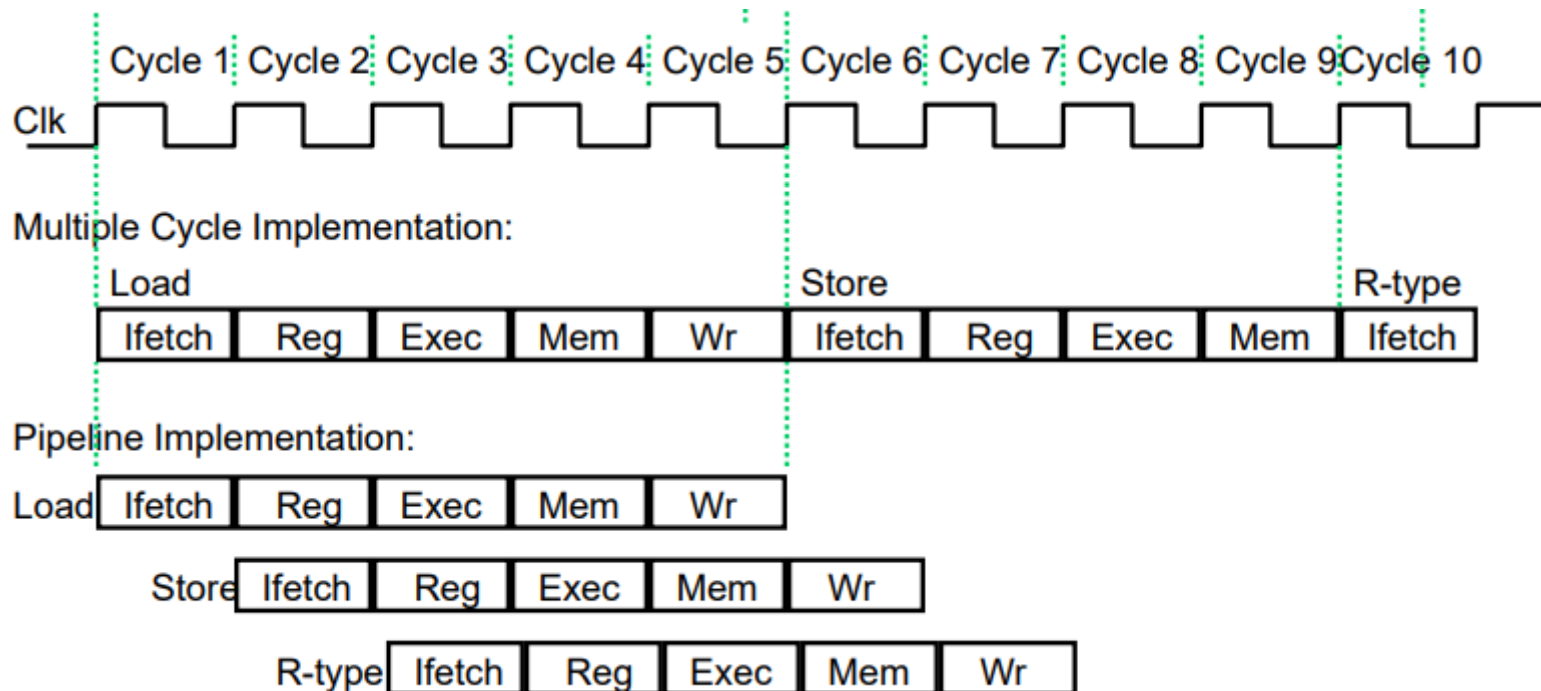 Cycle 1 Cycle 2 Cycle 3 Cycle 4 Cycle 5 Cycle 6 Cycle 7 Cycle 8 Cycle 9 Cycle 10
Clk
Multiple Cycle Implementation:
Load Store R-type
Ifetch Reg Exec Mem Wr Ifetch Reg Exec Mem Ifetch
Pipeline Implementation:
Load Ifetch Reg Exec Mem Wr
Store Ifetch Reg Exec Mem Wr
R-type Ifetch Reg Exec Mem Wr